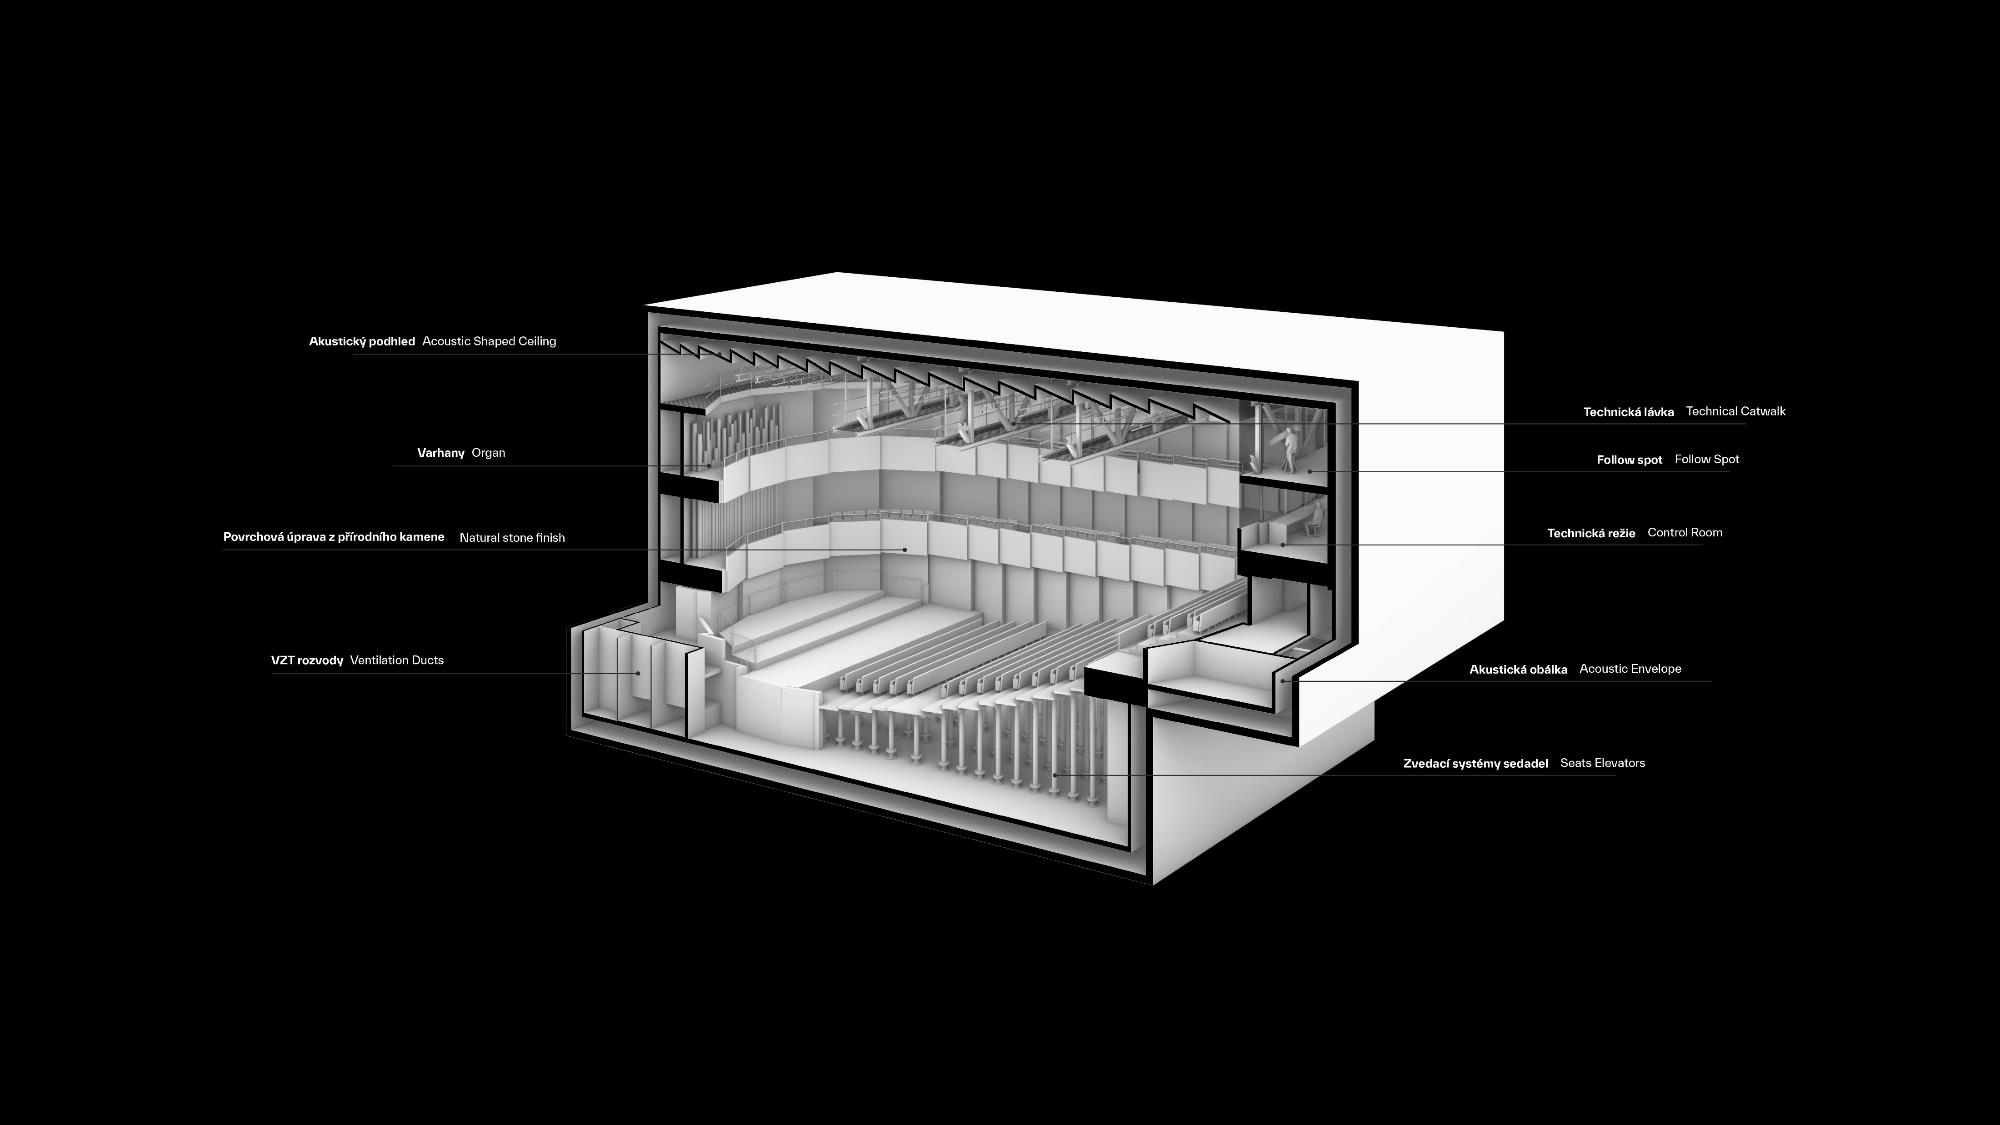 Akustický podhled Acoustic Shaped Ceiling
Varhany Organ
Povrchová úprava z přírodního kamene Natural stone finish
VZT rozvody Ventilation Ducts
Technická lávka Technical Catwalk
Follow spot Follow Spot
Technická režie Control Room
Akustická obálka Acoustic Envelope
Zvedací systémy sedadel Seats Elevators